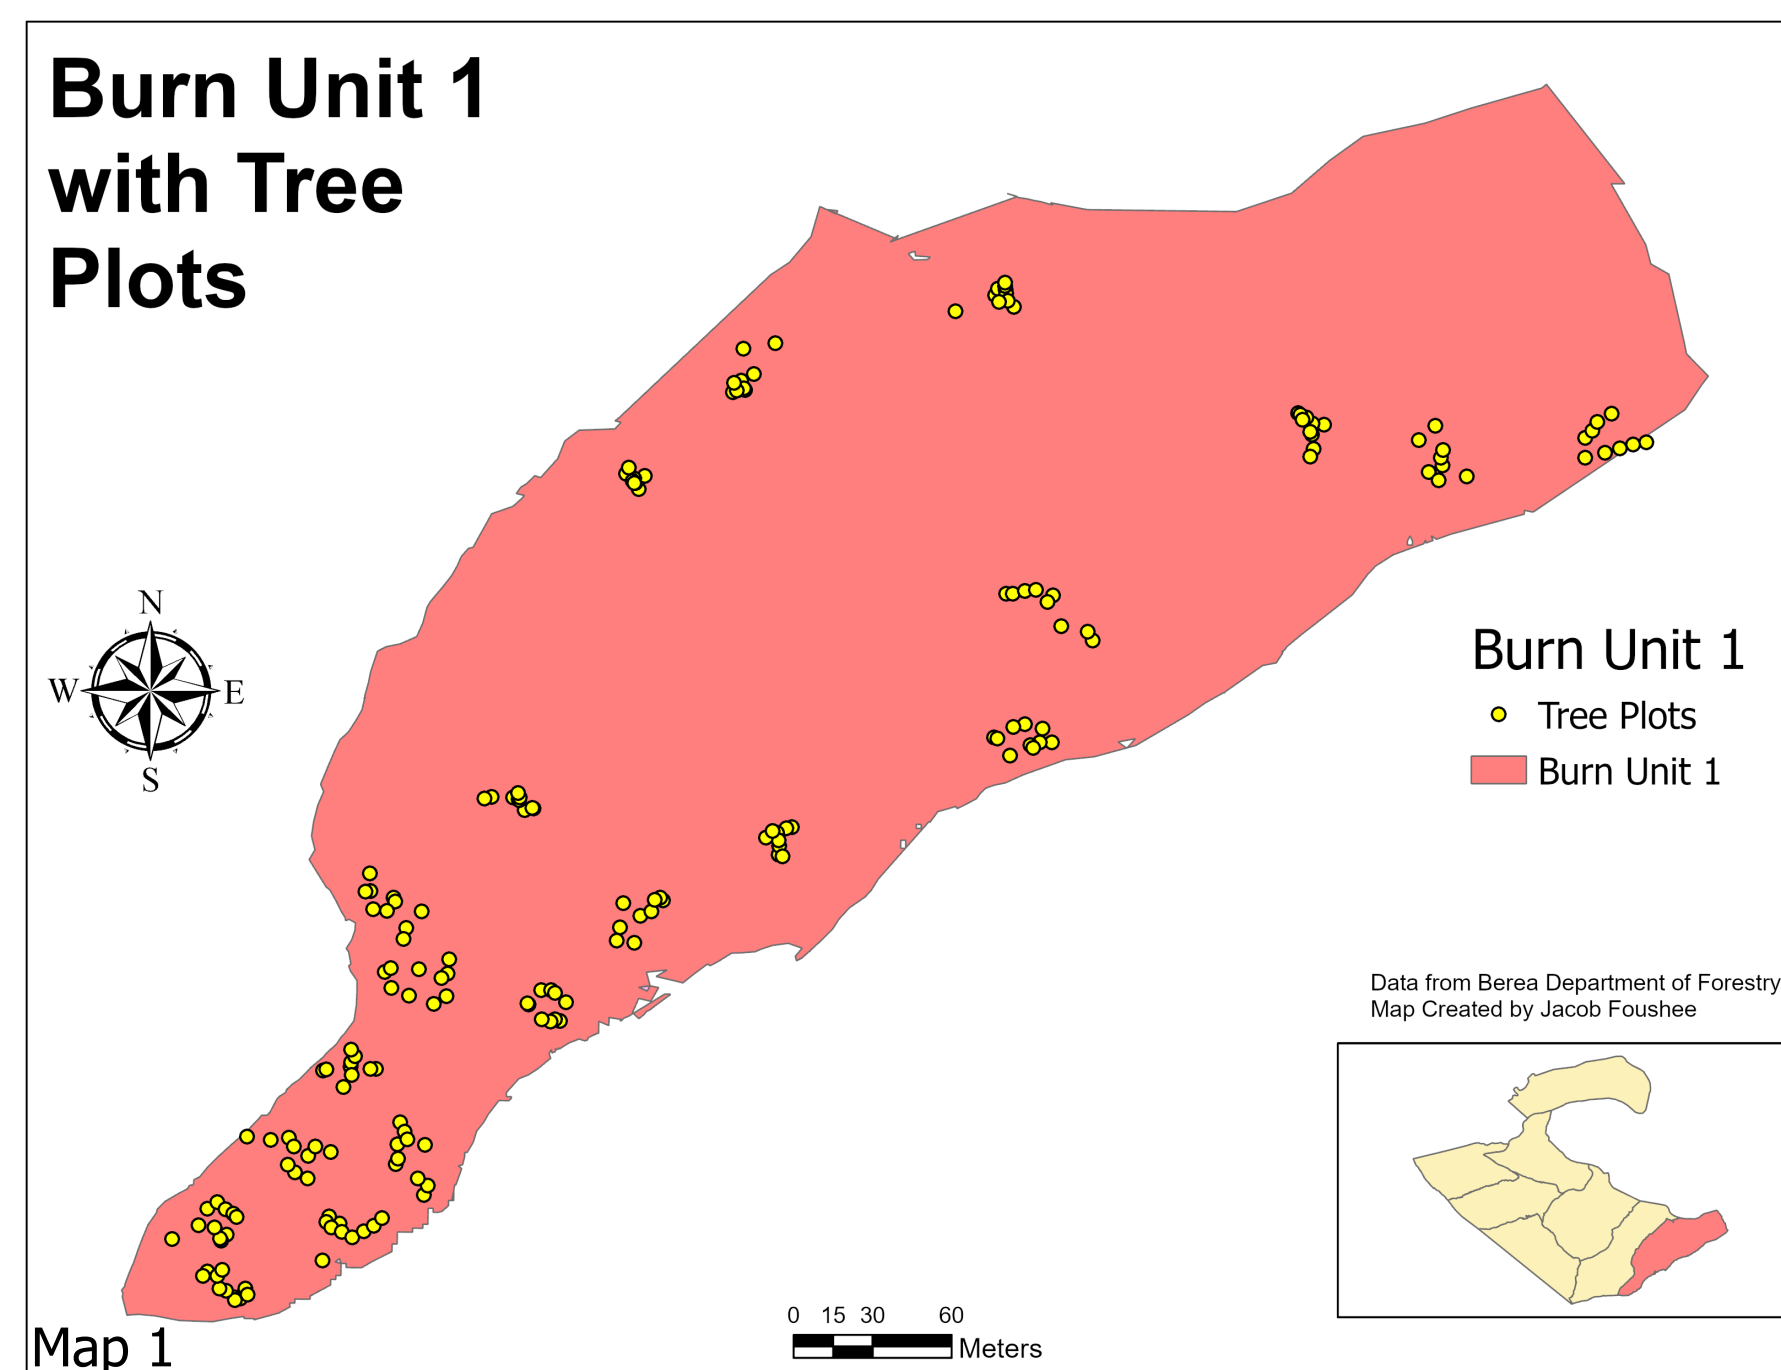 Burn Unit 1
with Tree
Plots
N
W
E
S
Burn Unit 1
Tree Plots
Burn Unit 1
Data from Berea Department of Forestry
Map Created by Jacob Foushee
0 15 30 60
Meters
Map 1